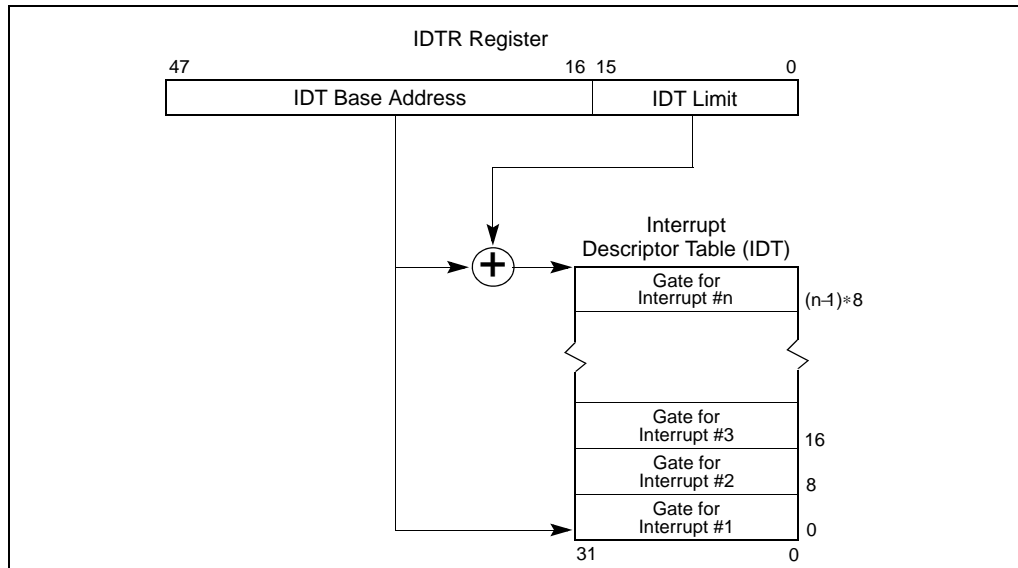 IDTR Register
47 16 15 0
IDT Base Address IDT Limit
+
Interrupt
Descriptor Table (IDT)
Gate for
Interrupt #n
(n–1)∗8
Gate for
Interrupt #3
16
Gate for
Interrupt #2
8
Gate for
Interrupt #1
0
31 0